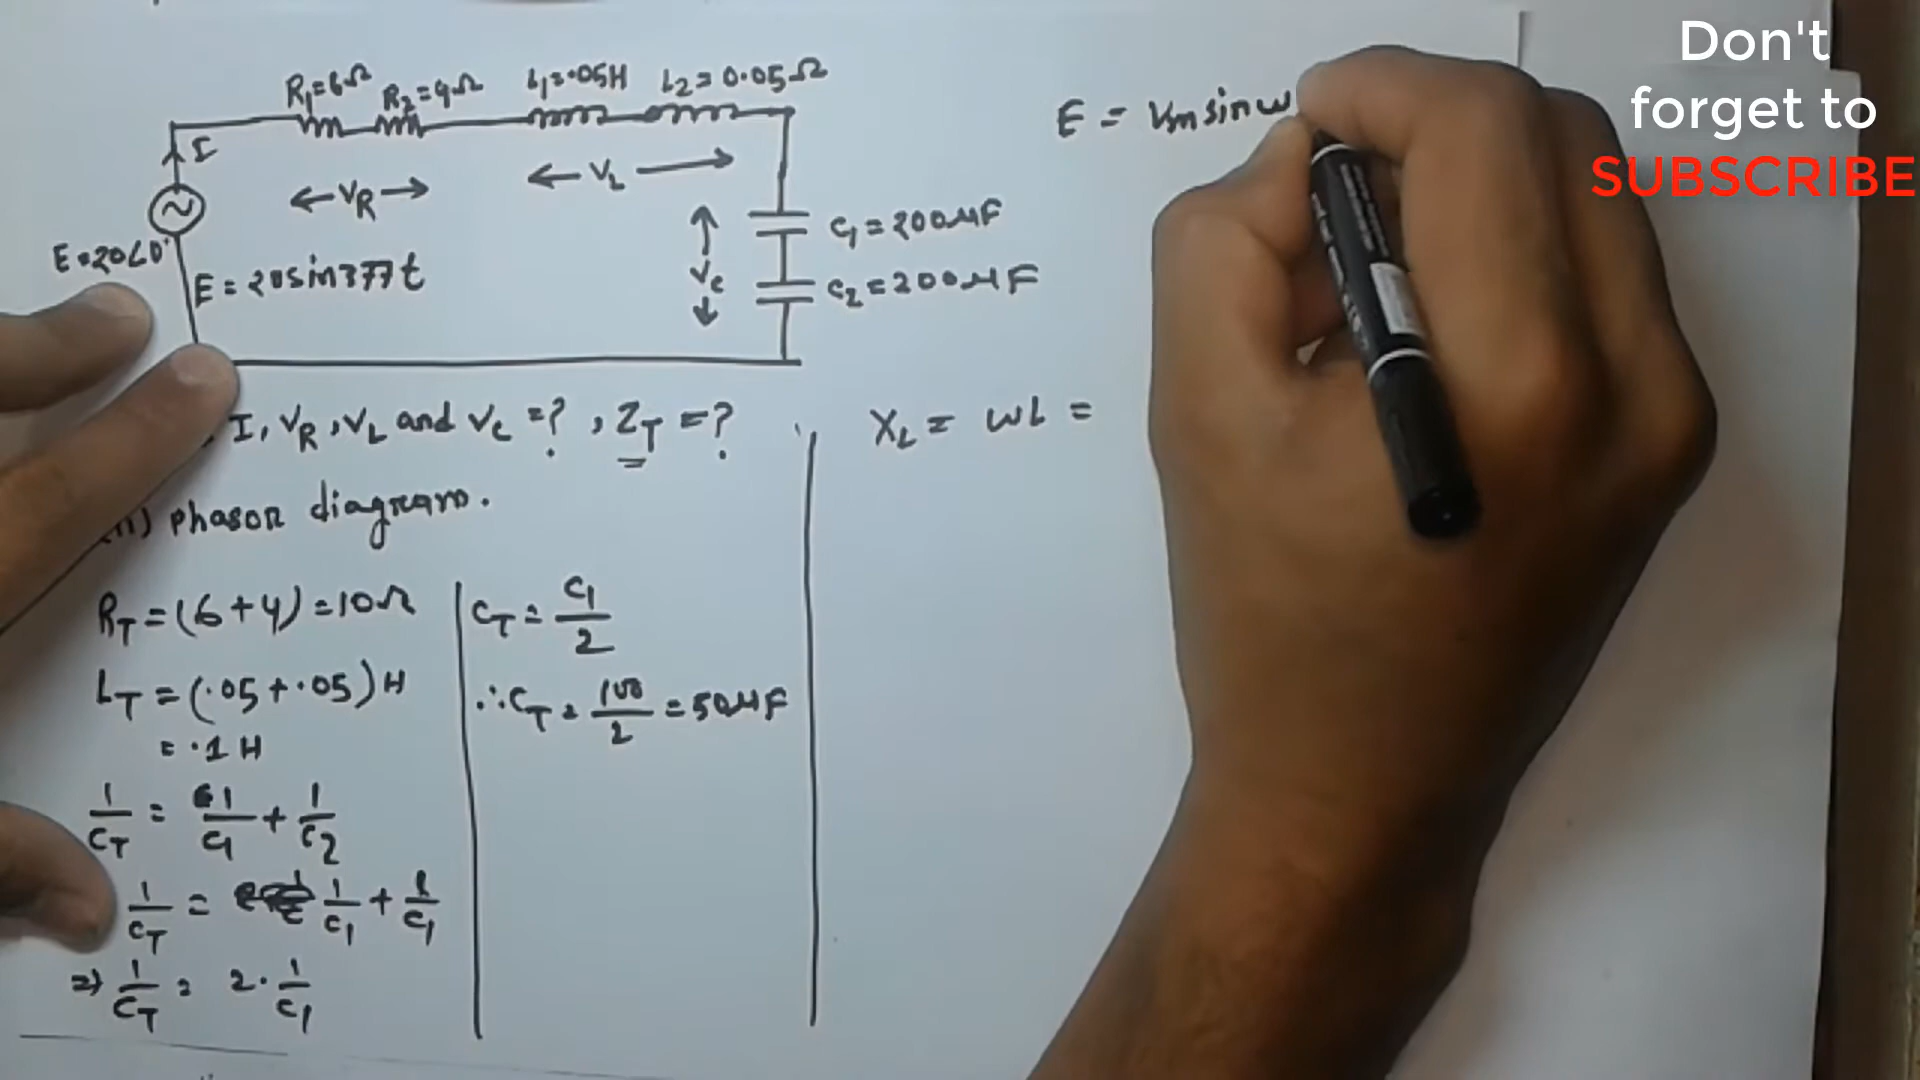 R₁=6Ω R₂=4Ω L₁=.05H L₂=0.05Ω
I
←VR→ ←VL→
E=20∠0°
E=20sin377t
↑Vc↓
C₁=200µF
C₂=200µF
I, VR, VL and Vc=?, ZT=?
(ii) phasor diagram.
RT=(6+4)=10Ω
LT=(.05+.05)H
=.1H
1/CT = 1/C₁ + 1/C₂
1/CT = 1/C₁ + 1/C₁
⇒ 1/CT = 2·1/C₁
CT = C₁/2
∴CT = 100/2 = 50µF
E = Vm sin ω
XL = ωL =
Don't
forget to
SUBSCRIBE